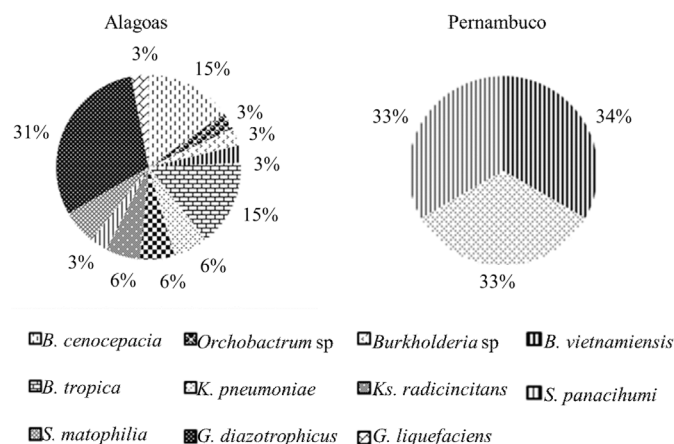 Alagoas
Pernambuco
3%
15%
3%
3%
3%
15%
6%
6%
6%
3%
31%
33%
34%
33%
B. cenocepacia
Orchobactrum sp
Burkholderia sp
B. vietnamiensis
B. tropica
K. pneumoniae
Ks. radicincitans
S. panacihumi
S. matophilia
G. diazotrophicus
G. liquefaciens